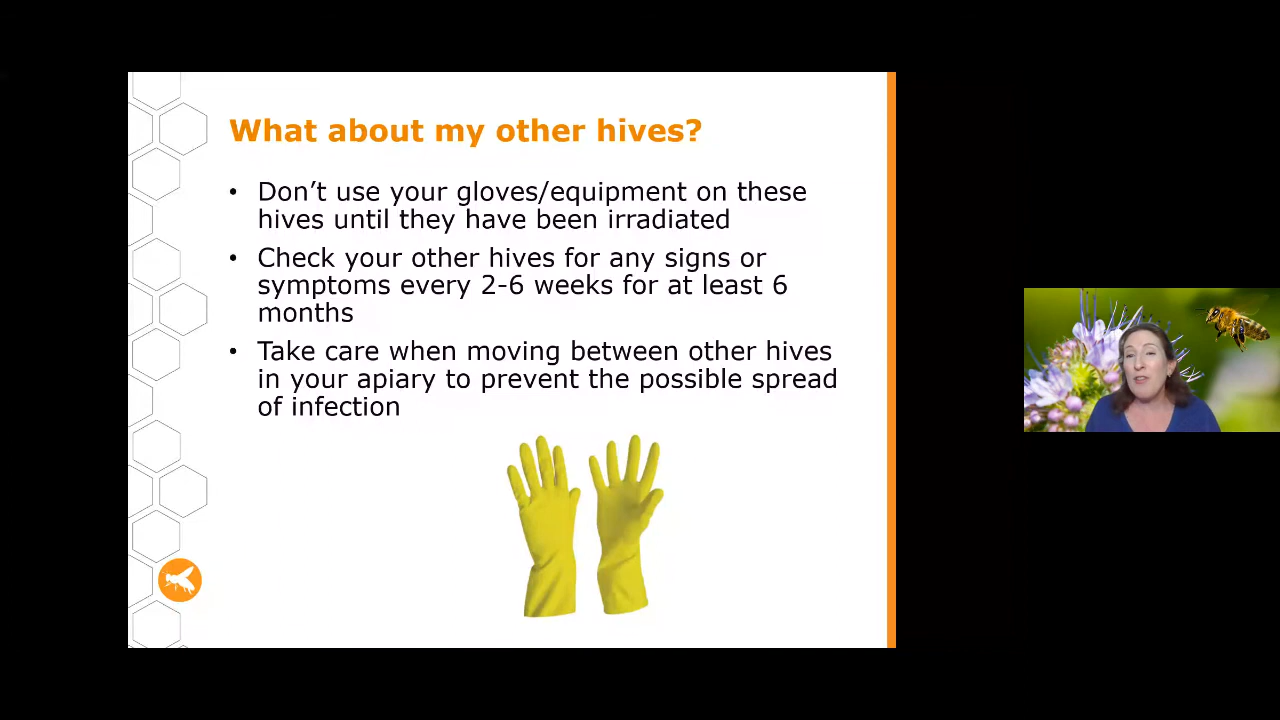 What about my other hives?
• Don’t use your gloves/equipment on these
hives until they have been irradiated
• Check your other hives for any signs or
symptoms every 2-6 weeks for at least 6
months
• Take care when moving between other hives
in your apiary to prevent the possible spread
of infection